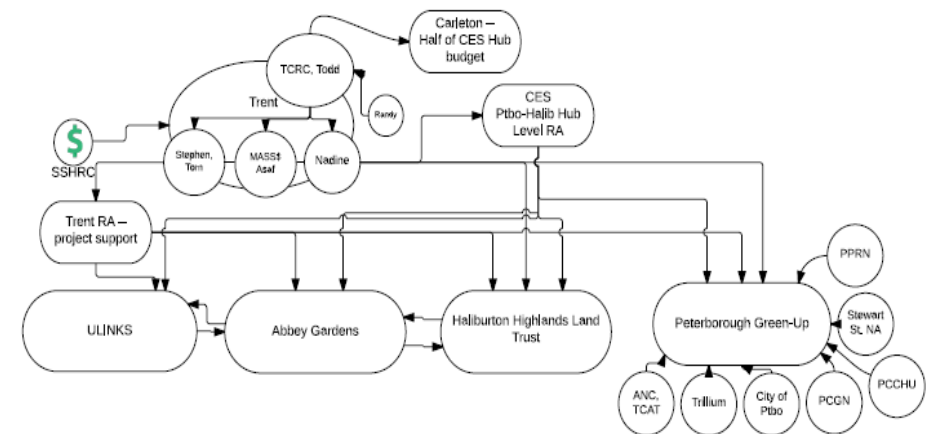 Carleton —
Half of CES Hub
budget
TCRC, Todd
Trent
Randy
CES
Ptbo-Halib Hub
Level RA
$
SSHRC
Stephen,
Tom
MASS$
Asaf
Nadine
Trent RA —
project support
PPRN
ULINKS
Abbey Gardens
Haliburton Highlands Land
Trust
Peterborough Green-Up
Stewart
St. NA
PCCHU
ANC,
TCAT
Trillium
City of
Ptbo
PCGN